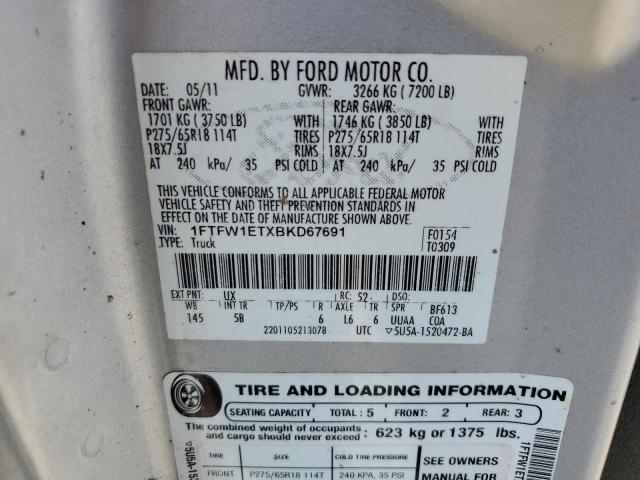 MFD. BY FORD MOTOR CO.
DATE: 05/11 GVWR: 3266 KG ( 7200 LB)
FRONT GAWR: REAR GAWR:
1701 KG ( 3750 LB) WITH 1746 KG ( 3850 LB) WITH
P275/65R18 114T TIRES P275/65R18 114T TIRES
18X7.5J RIMS 18X7.5J RIMS
AT 240 kPa/ 35 PSI COLD AT 240 kPa/ 35 PSI COLD
THIS VEHICLE CONFORMS TO ALL APPLICABLE FEDERAL MOTOR
VEHICLE SAFETY AND THEFT PREVENTION STANDARDS IN
EFFECT ON THE DATE OF MANUFACTURE SHOWN ABOVE.
VIN: 1FTFW1ETXBKD67691 F0154
TYPE: Truck T0309
EXT PNT: UX RC: 52 DSO:
WB INT TR TP/PS R AXLE TR SPR BF613
145 5B 6 L6 6 UUAA COA
2201105213078 UTC ▽5U5A-1520472-BA
TIRE AND LOADING INFORMATION
SEATING CAPACITY TOTAL: 5 FRONT: 2 REAR: 3
The combined weight of occupants
and cargo should never exceed: 623 kg or 1375 lbs.
TIRE SIZE COLD TIRE PRESSURE SEE OWNERS
FRONT P275/65R18 114T 240 KPA, 35 PSI MANUAL